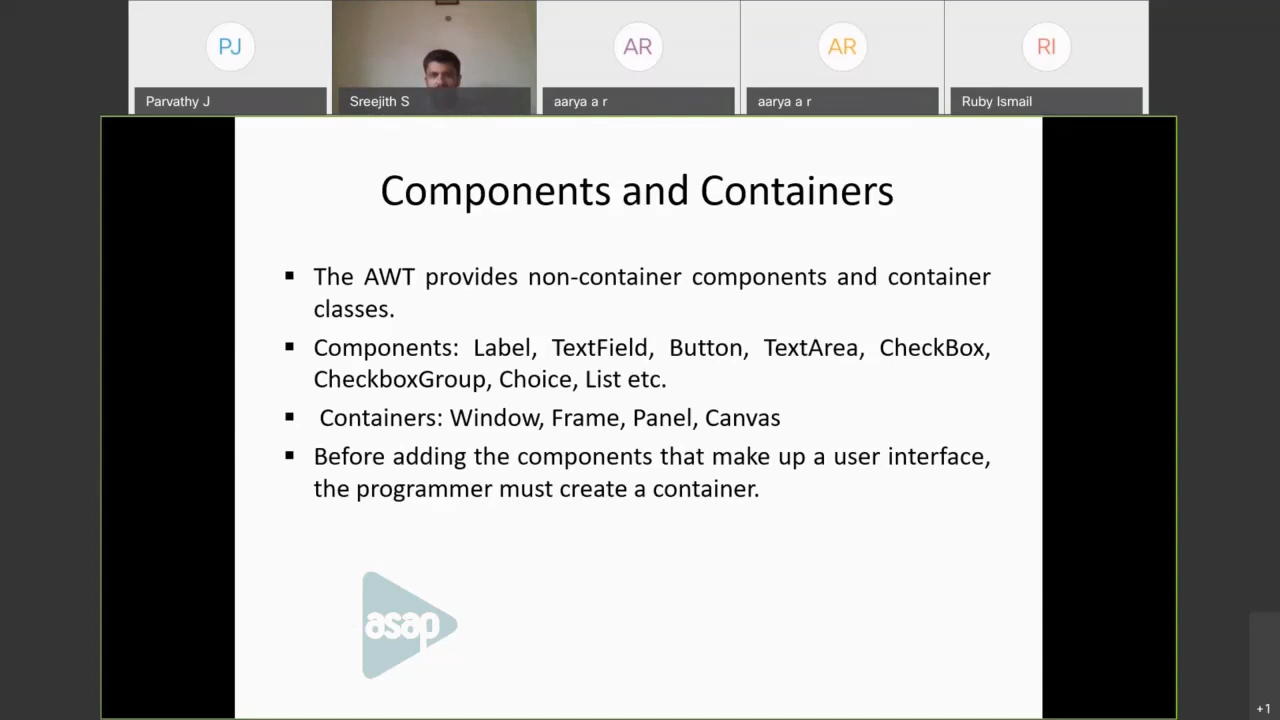 PJ
AR
AR
RI
Parvathy J
Sreejith S
aarya a r
aarya a r
Ruby Ismail
Components and Containers
▪ The AWT provides non-container components and container
classes.
▪ Components: Label, TextField, Button, TextArea, CheckBox,
CheckboxGroup, Choice, List etc.
▪ Containers: Window, Frame, Panel, Canvas
▪ Before adding the components that make up a user interface,
the programmer must create a container.
asap
+1